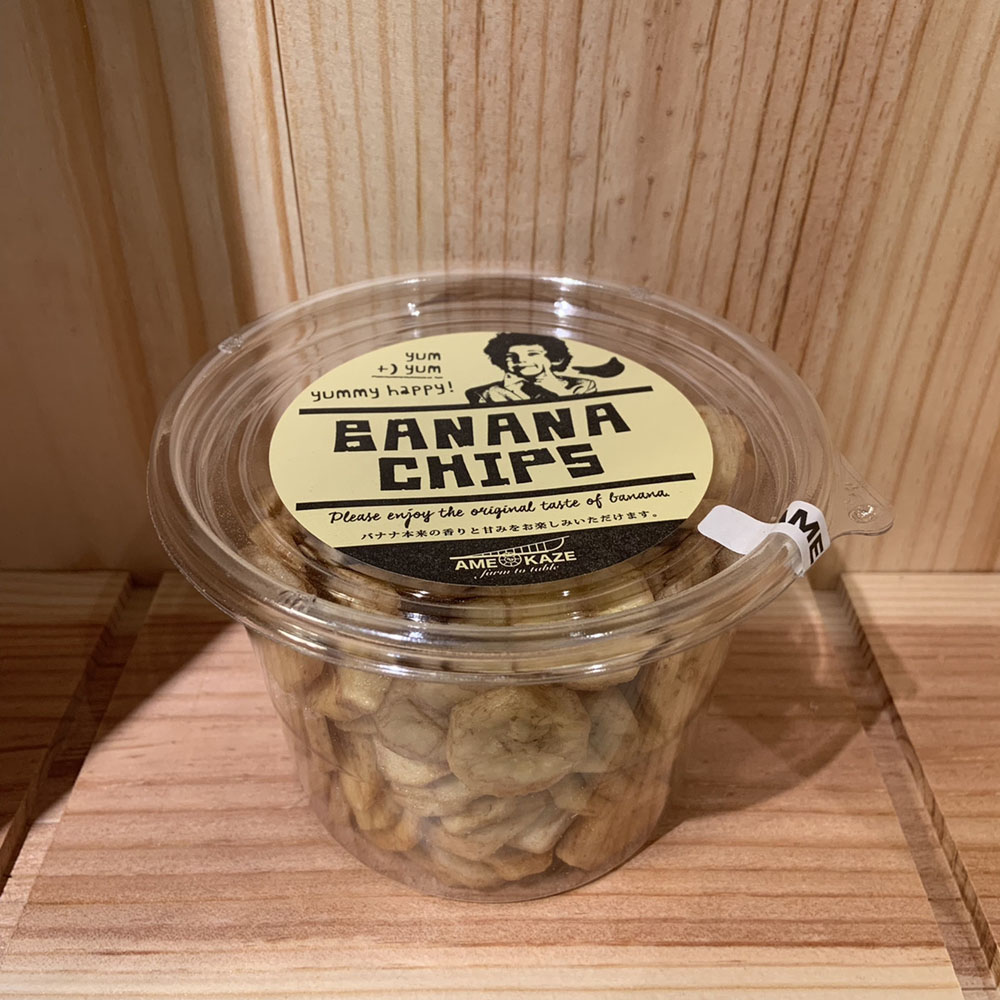 yum
+) yum
yummy happy!
BANANA
CHIPS
Please enjoy the original taste of banana.
バナナ本来の香りと甘みをお楽しみいただけます。
AME KAZE
farm to table
ME